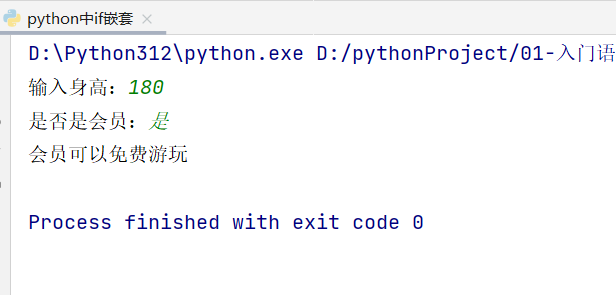 python中if嵌套
D:\Python312\python.exe D:/pythonProject/01-入门语
输入身高：180
是否是会员：是
会员可以免费游玩
Process finished with exit code 0